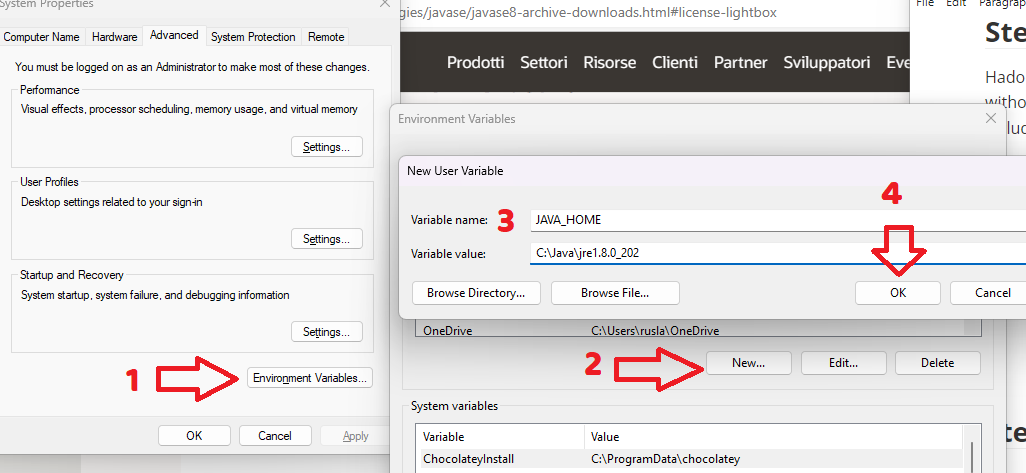 System Properties
Computer Name Hardware Advanced System Protection Remote
You must be logged on as an Administrator to make most of these changes.
Perfomance
Visual effects, processor scheduling, memory usage, and virtual memory
Settings...
User Profiles
Desktop settings related to your sign-in
Settings...
Startup and Recovery
System startup, system failure, and debugging information
Settings...
1
Environment Variables...
OK Cancel Apply
gies/javase/javase8-archive-downloads.html#license-lightbox
Prodotti Settori Risorse Clienti Partner Sviluppatori Eve
Environment Variables
New User Variable
Variable name: 3 JAVA_HOME
4
Variable value: C:\Java\jre1.8.0_202
Browse Directory... Browse File... OK Cancel
OneDrive C:\Users\rusla\OneDrive
2
New... Edit... Delete
System variables
Variable Value
ChocolateyInstall C:\ProgramData\chocolatey
File Edit Paragrap
Ste
Hado
witho
luc
te